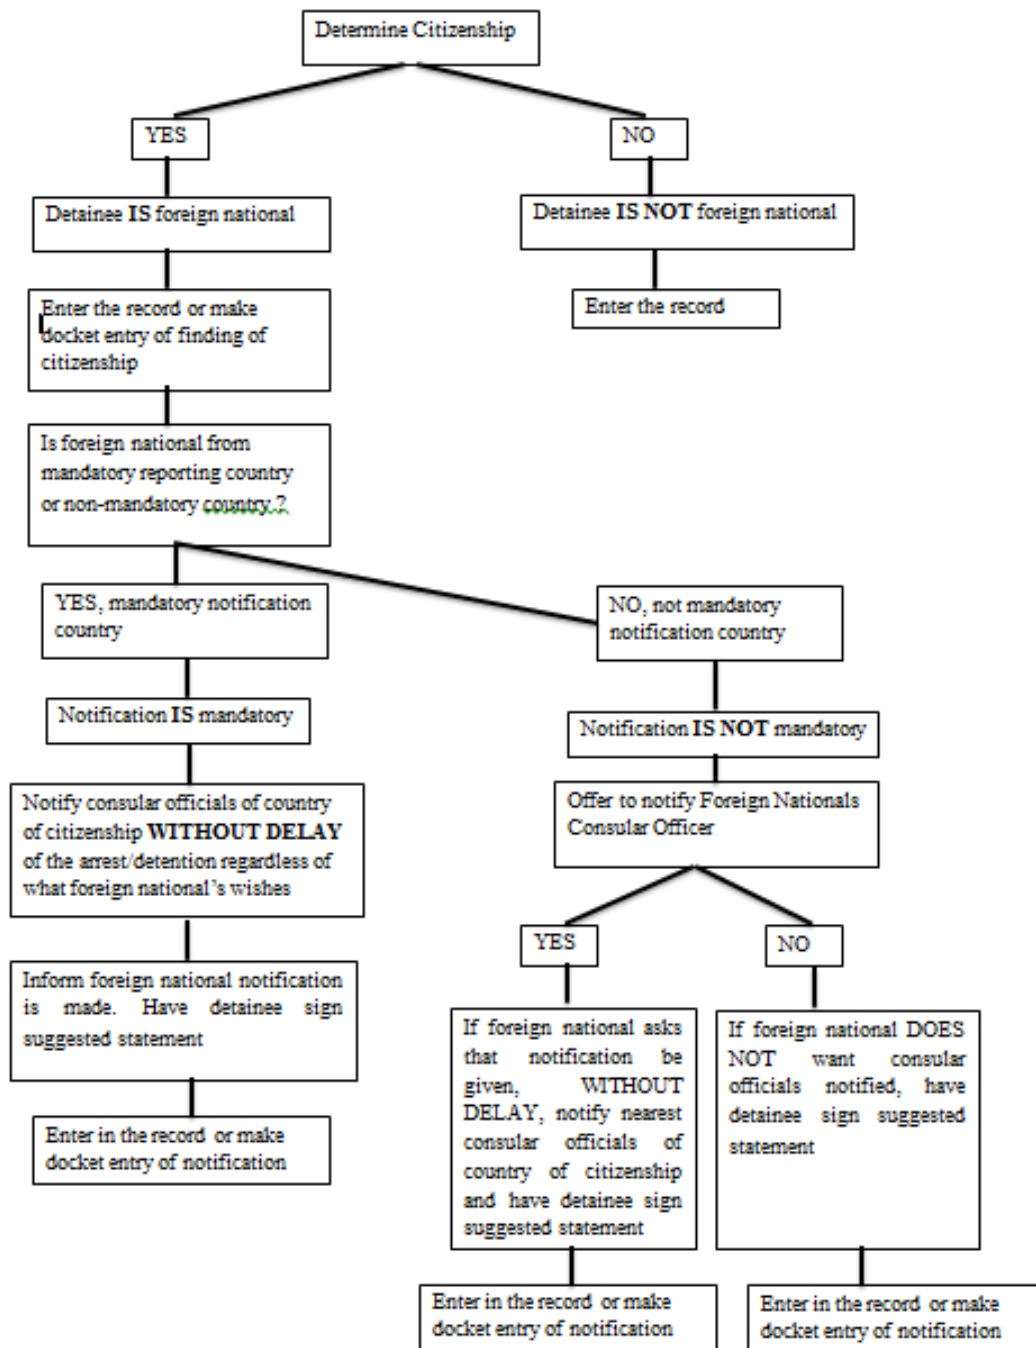 Determine Citizenship
YES
NO
Detainee IS foreign national
Detainee IS NOT foreign national
Enter the record or make
docket entry of finding of
citizenship
Enter the record
Is foreign national from
mandatory reporting country
or non-mandatory country ?
YES, mandatory notification
country
NO, not mandatory
notification country
Notification IS mandatory
Notification IS NOT mandatory
Notify consular officials of country
of citizenship WITHOUT DELAY
of the arrest/detention regardless of
what foreign national’s wishes
Offer to notify Foreign Nationals
Consular Officer
YES
NO
Inform foreign national notification
is made. Have detainee sign
suggested statement
If foreign national asks
that notification be
given, WITHOUT
DELAY, notify nearest
consular officials of
country of citizenship
and have detainee sign
suggested statement
If foreign national DOES
NOT want consular
officials notified, have
detainee sign suggested
statement
Enter in the record or make
docket entry of notification
Enter in the record or make
docket entry of notification
Enter in the record or make
docket entry of notification